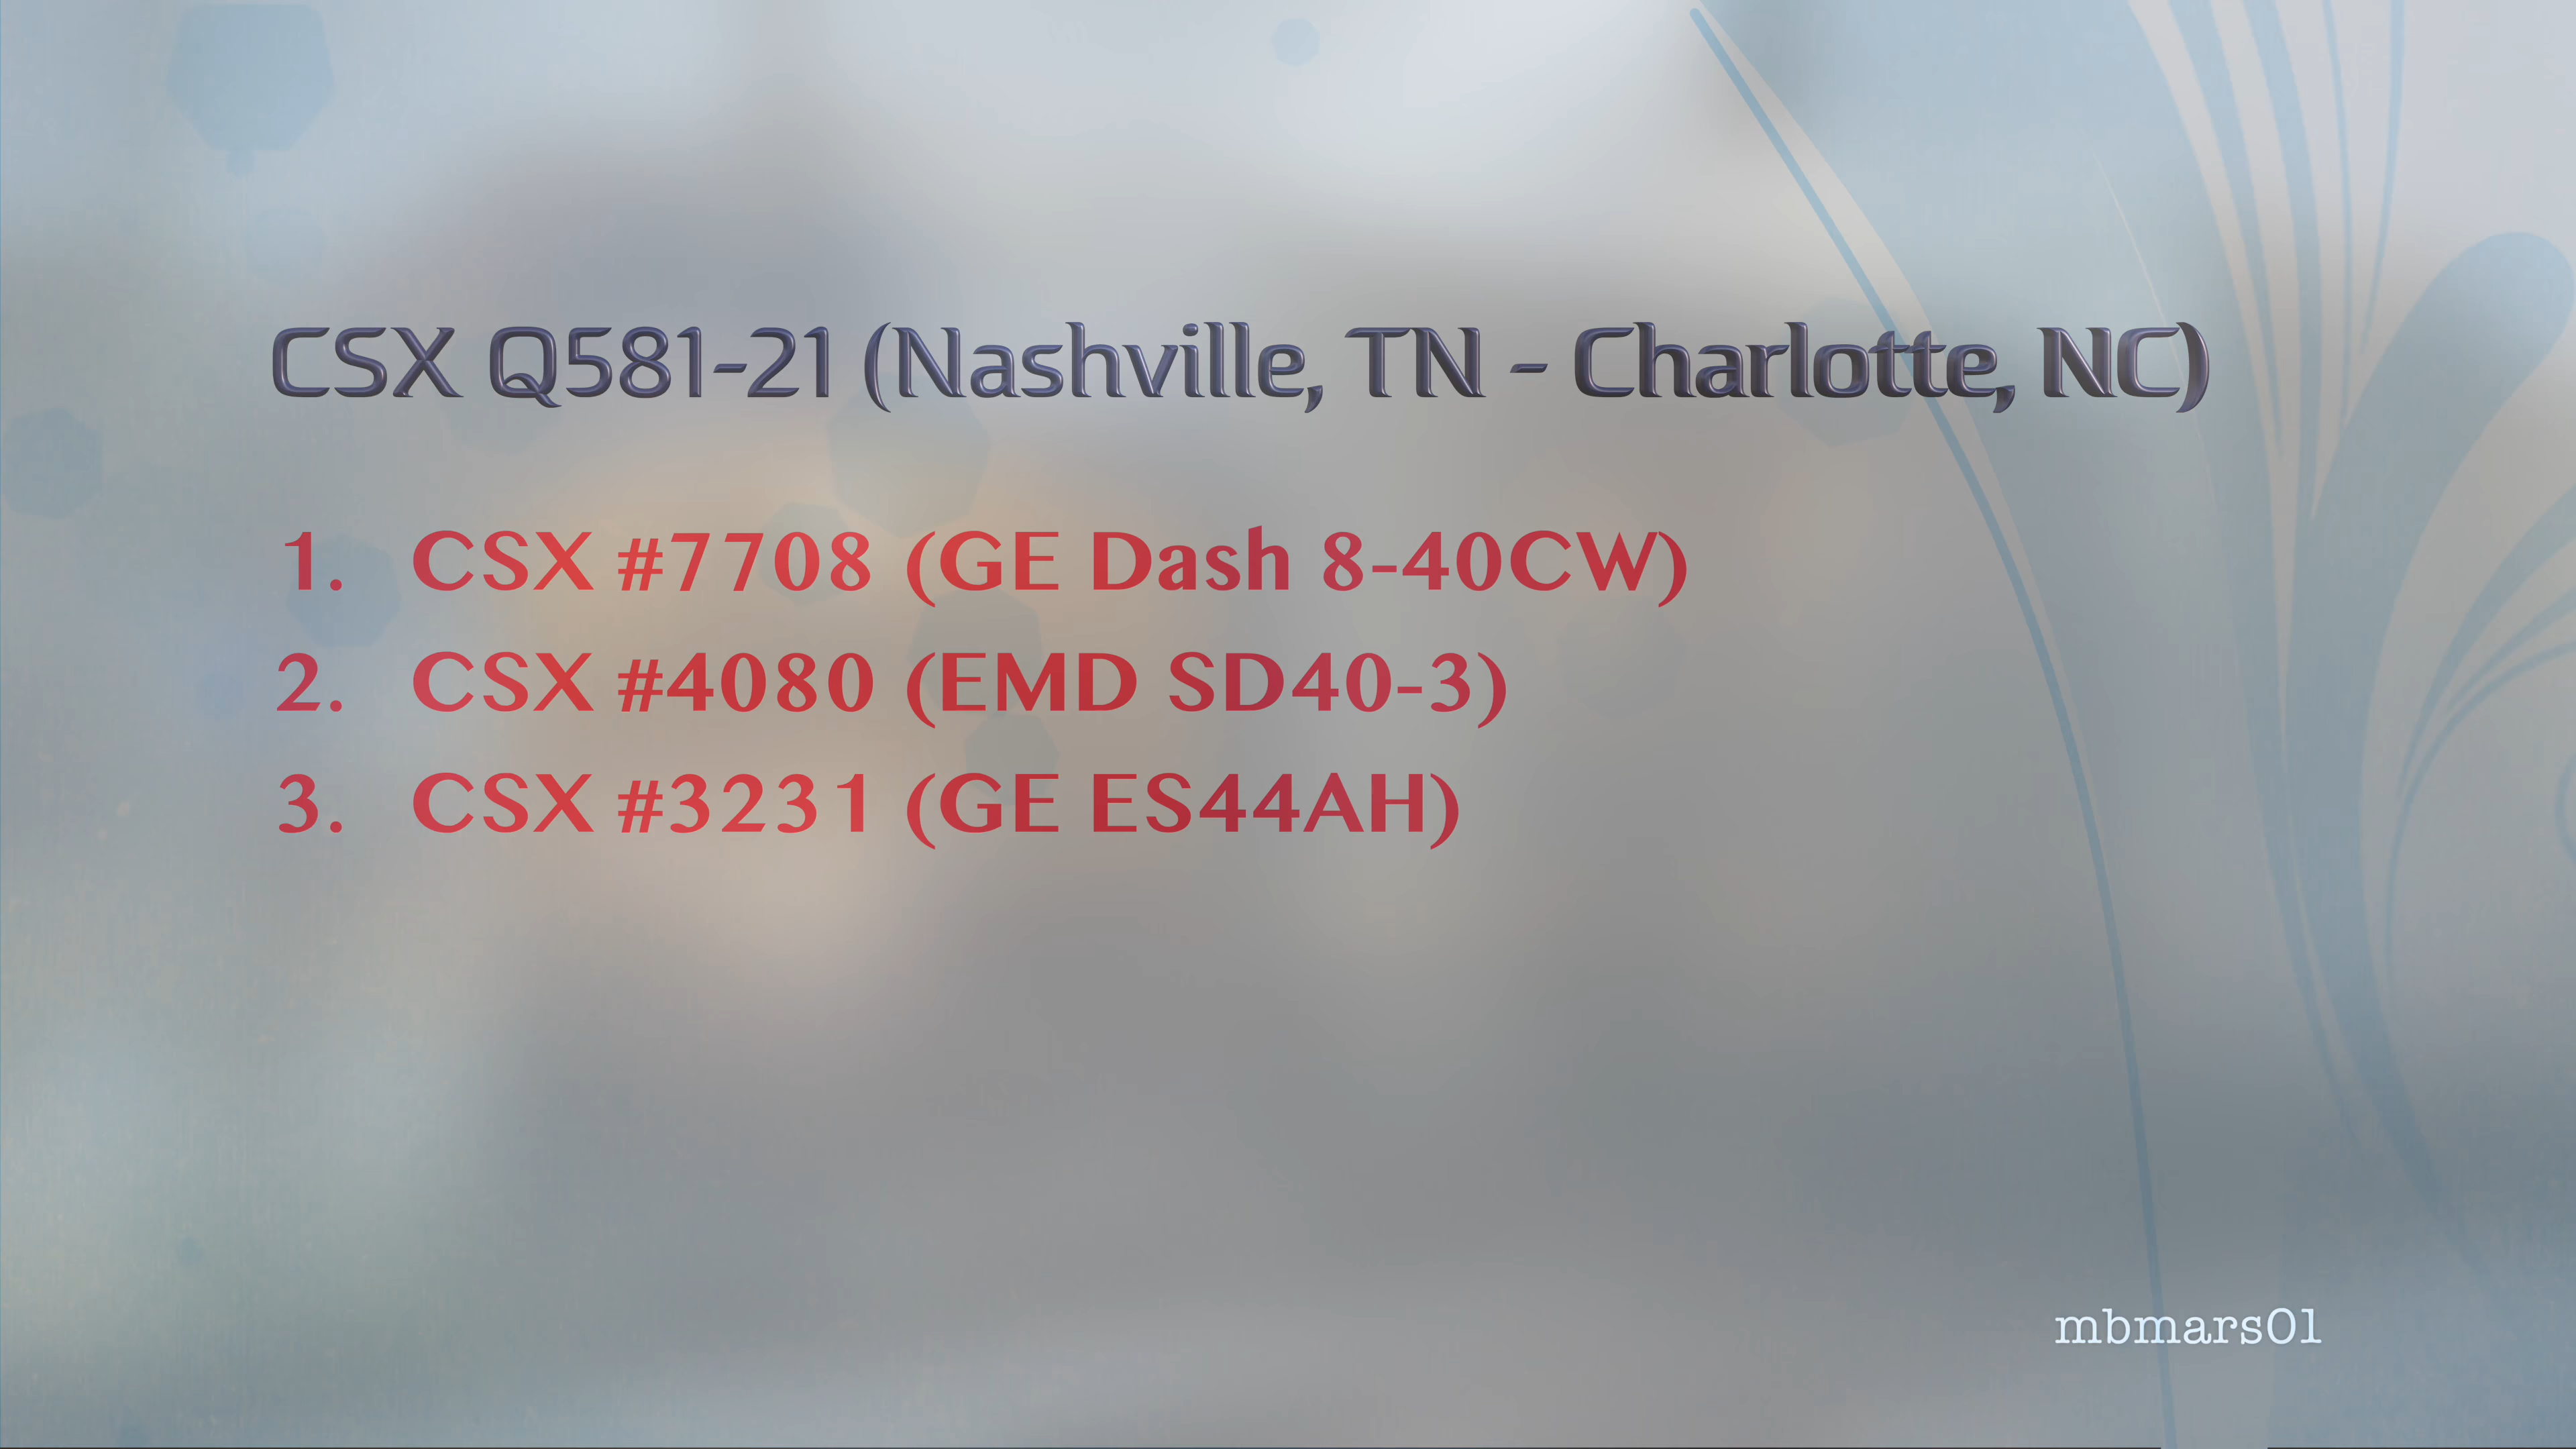 CSX Q581-21 (Nashville, TN - Charlotte, NC)
1. CSX #7708 (GE Dash 8-40CW)
2. CSX #4080 (EMD SD40-3)
3. CSX #3231 (GE ES44AH)
mbmars01